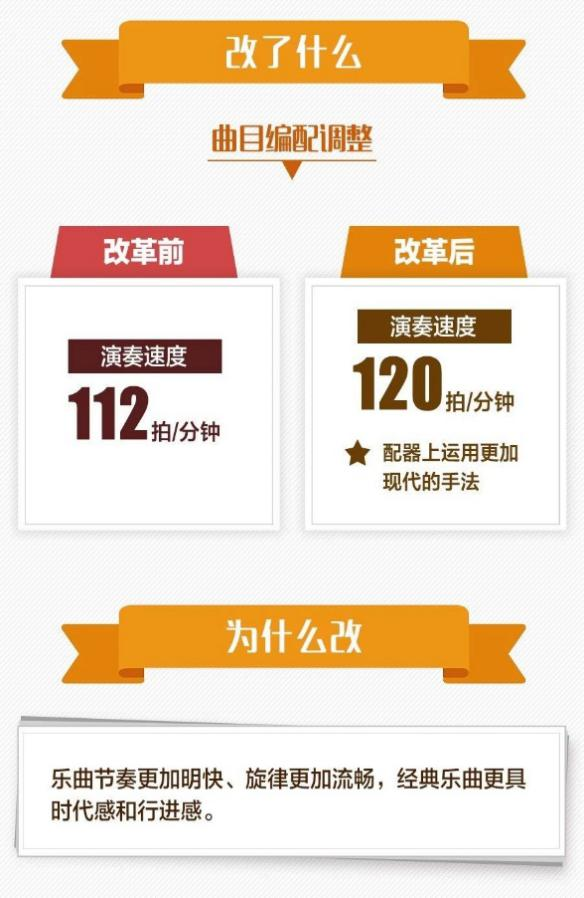 改了什么
曲目编配调整
改革前
演奏速度
112拍/分钟
改革后
演奏速度
120拍/分钟
配器上运用更加
现代的手法
为什么改
乐曲节奏更加明快、旋律更加流畅，经典乐曲更具
时代感和行进感。